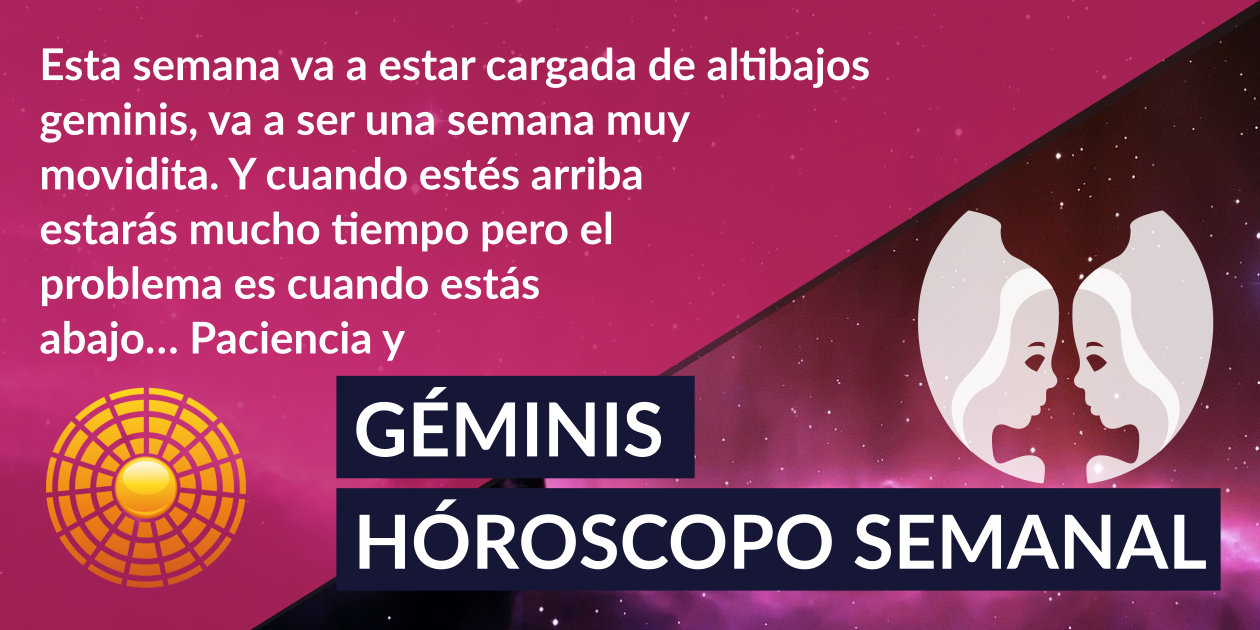 Esta semana va a estar cargada de altibajos
geminis, va a ser una semana muy
movidita. Y cuando estés arriba
estarás mucho tiempo pero el
problema es cuando estás
abajo... Paciencia y
GÉMINIS
HÓROSCOPO SEMANAL